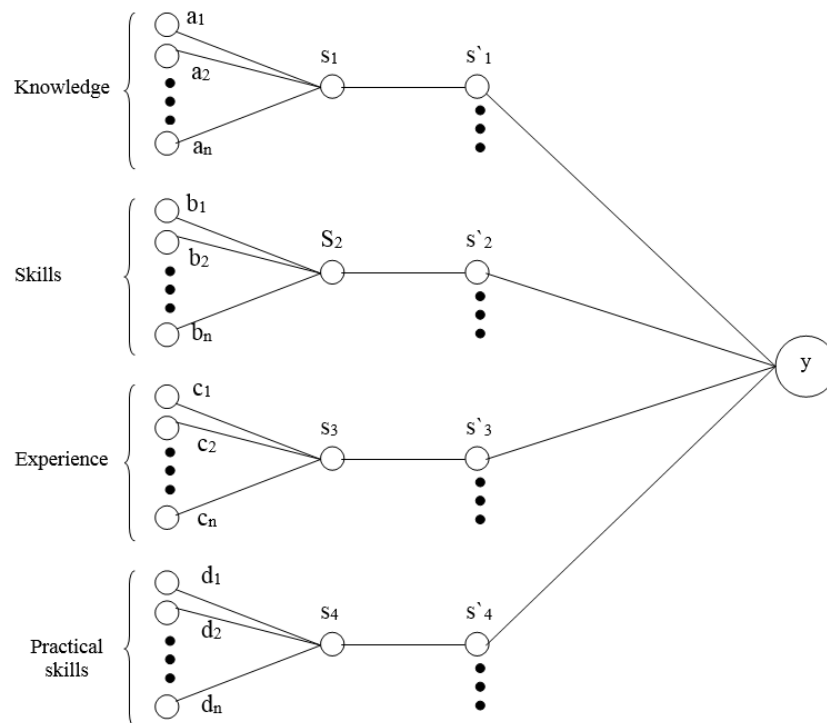 a1
s1 s`1
Knowledge a2
an
b1
S2 s`2
Skills b2
bn
y
c1
s3 s`3
Experience c2
cn
d1
s4 s`4
d2
Practical
skills
dn